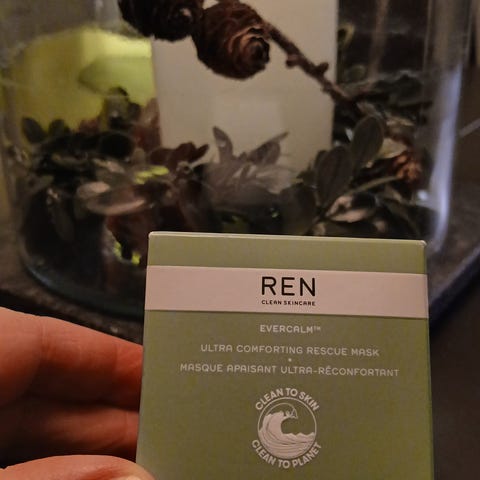 REN
CLEAN SKINCARE
EVERCALM™
ULTRA COMFORTING RESCUE MASK
•
MASQUE APAISANT ULTRA-RÉCONFORTANT
CLEAN TO SKIN
CLEAN TO PLANET